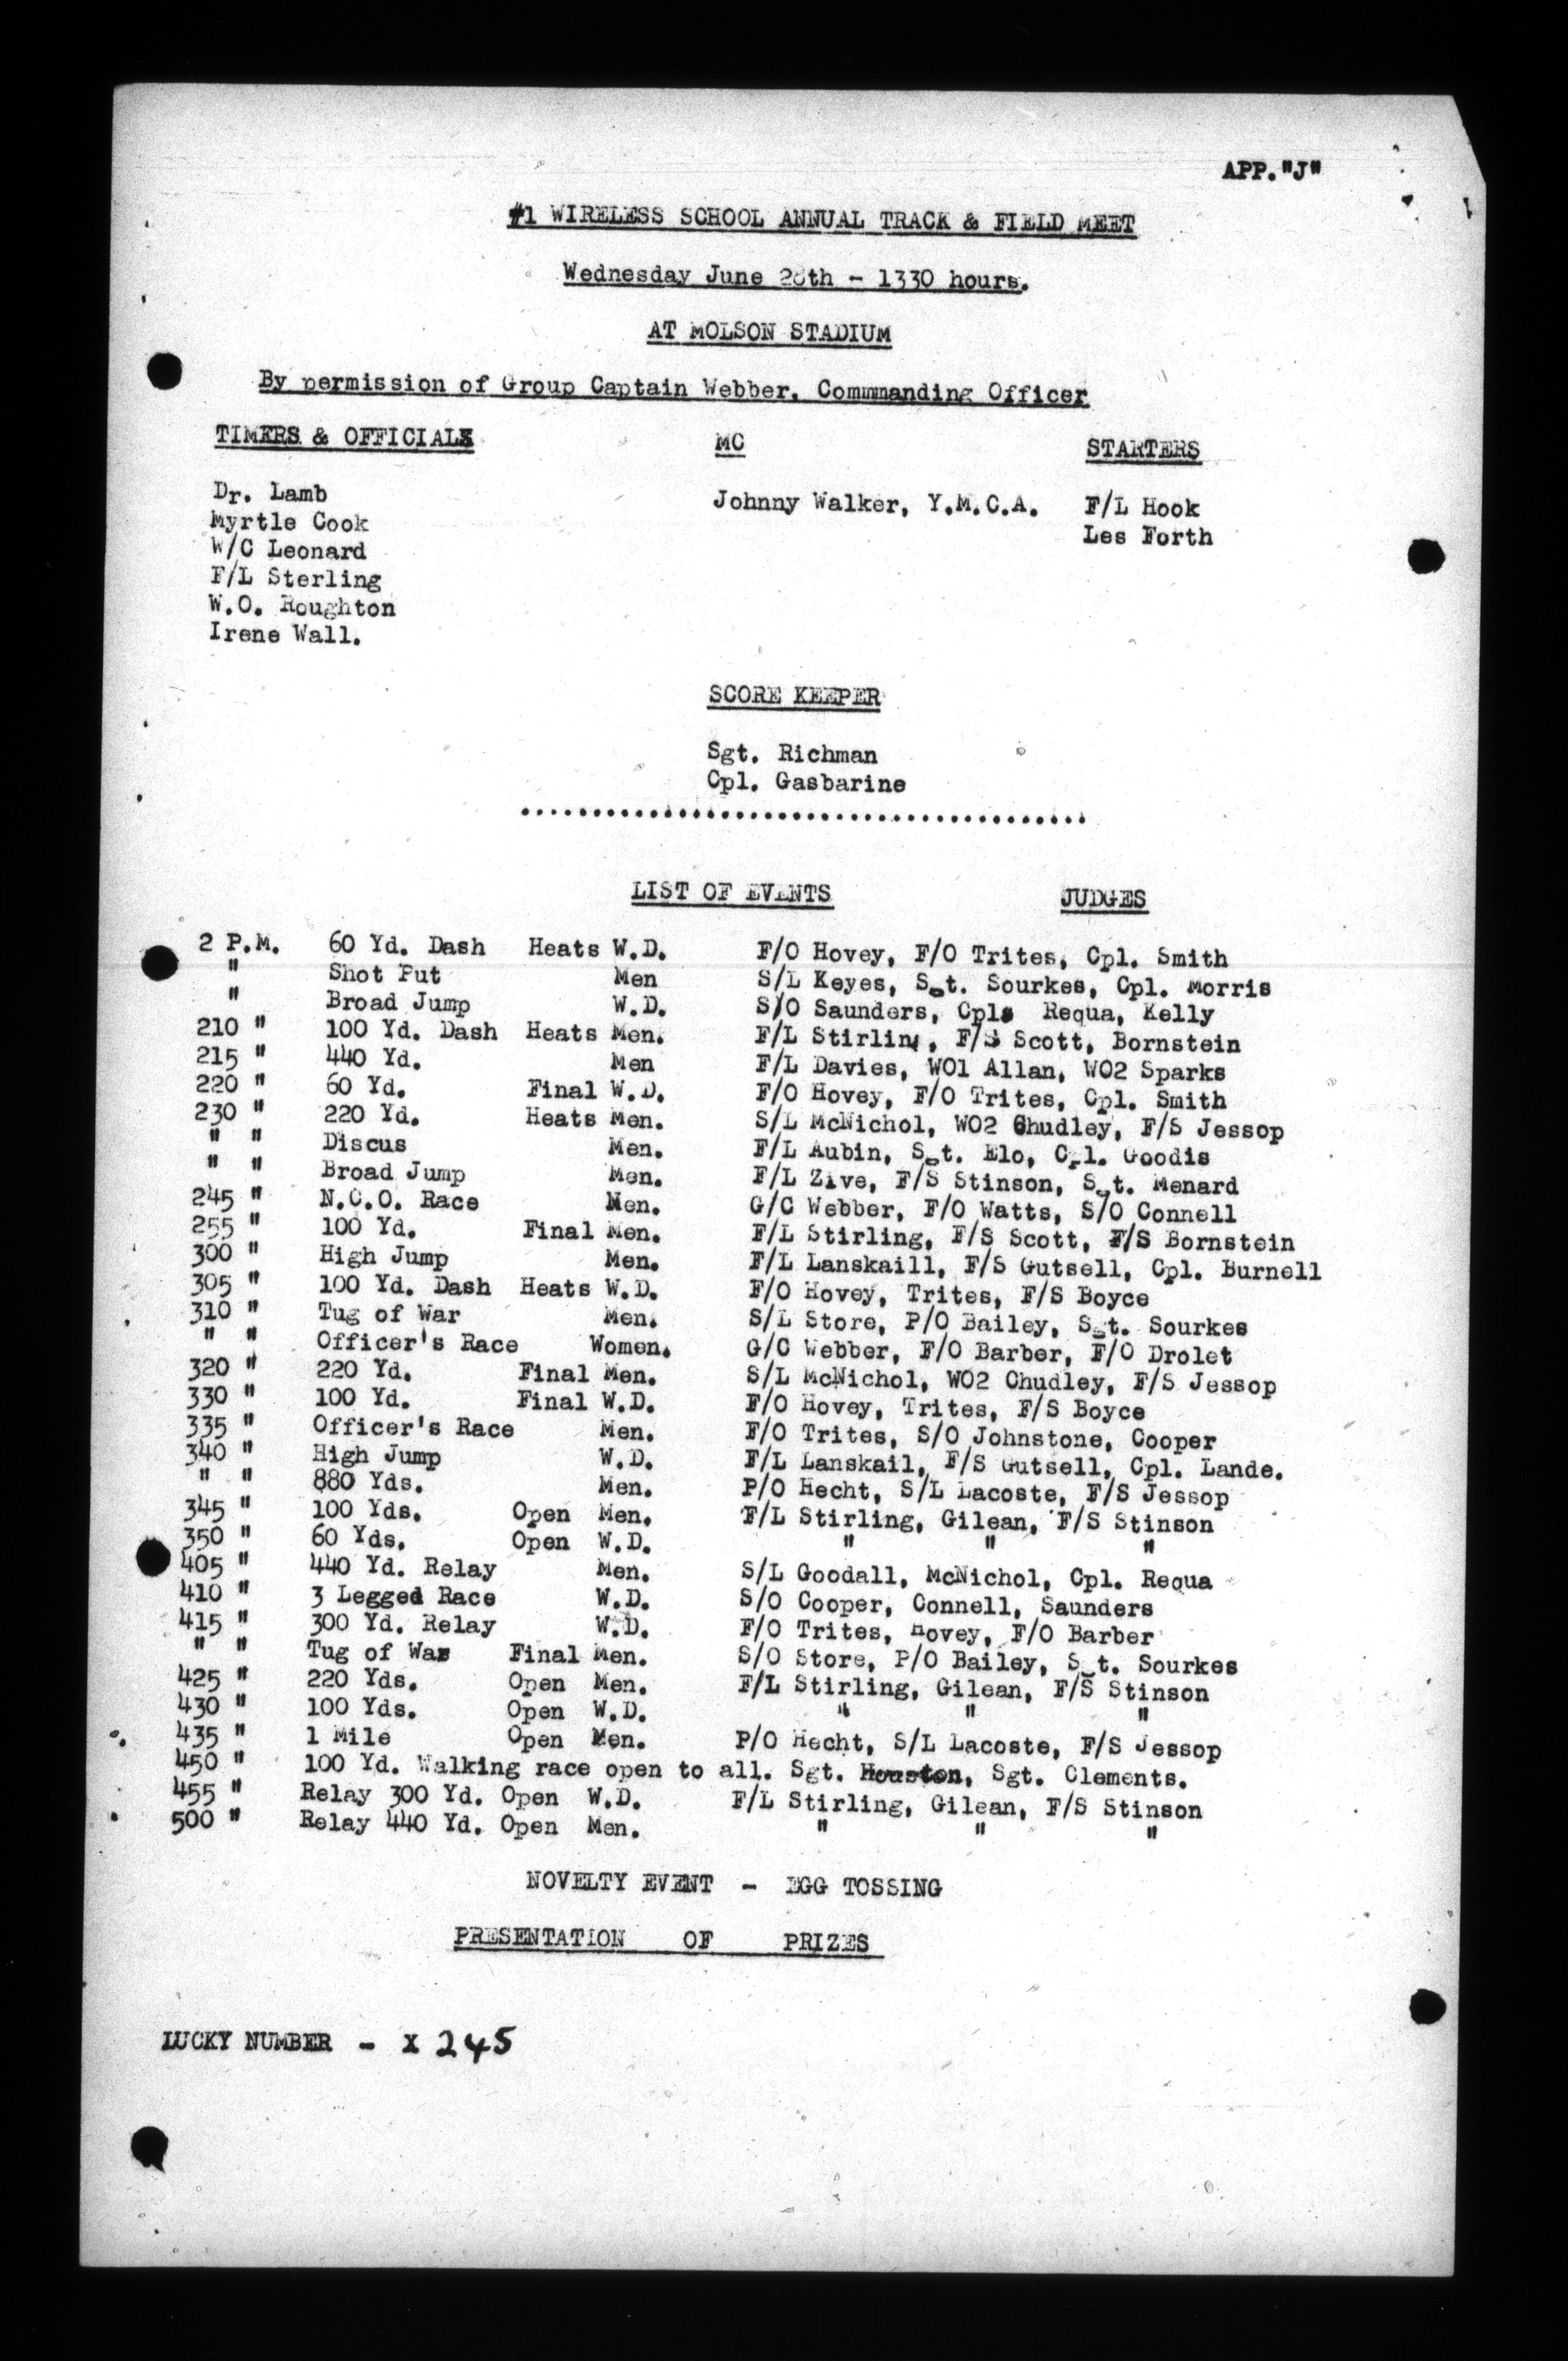 APP."J"
#1 WIRELESS SCHOOL ANNUAL TRACK & FIELD MEET
Wednesday June 28th - 1330 hours.
AT MOLSON STADIUM
By permission of Group Captain Webber, Commmanding Officer
TIMERS & OFFICIALS MC STARTERS
Dr. Lamb Johnny Walker, Y.M.C.A. F/L Hook
Myrtle Cook Les Forth
W/C Leonard
F/L Sterling
W.O. Roughton
Irene Wall.
SCORE KEEPER
Sgt. Richman
Cpl. Gasbarine
........................................
LIST OF EVENTS JUDGES
2 P.M. 60 Yd. Dash Heats W.D. F/O Hovey, F/O Trites, Cpl. Smith
" Shot Put Men S/L Keyes, Sgt. Sourkes, Cpl. Morris
" Broad Jump W.D. S/O Saunders, Cpls Requa, Kelly
210 " 100 Yd. Dash Heats Men. F/L Stirling, F/S Scott, Bornstein
215 " 440 Yd. Men F/L Davies, WO1 Allan, WO2 Sparks
220 " 60 Yd. Final W.D. F/O Hovey, F/O Trites, Cpl. Smith
230 " 220 Yd. Heats Men. S/L McNichol, WO2 Chudley, F/S Jessop
" " Discus Men. F/L Aubin, Sgt. Elo, Cpl. Goodis
" " Broad Jump Men. F/L Zive, F/S Stinson, Sgt. Menard
245 " N.C.O. Race Men. G/C Webber, F/O Watts, S/O Connell
255 " 100 Yd. Final Men. F/L Stirling, F/S Scott, F/S Bornstein
300 " High Jump Men. F/L Lanskaill, F/S Gutsell, Cpl. Burnell
305 " 100 Yd. Dash Heats W.D. F/O Hovey, Trites, F/S Boyce
310 " Tug of War Men. S/L Store, P/O Bailey, Sgt. Sourkes
" " Officer's Race Women. G/C Webber, F/O Barber, F/O Drolet
320 " 220 Yd. Final Men. S/L McNichol, WO2 Chudley, F/S Jessop
330 " 100 Yd. Final W.D. F/O Hovey, Trites, F/S Boyce
335 " Officer's Race Men. F/O Trites, S/O Johnstone, Cooper
340 " High Jump W.D. F/L Lanskail, F/S Gutsell, Cpl. Lande.
" " 880 Yds. Men. P/O Hecht, S/L Lacoste, F/S Jessop
345 " 100 Yds. Open Men. F/L Stirling, Gilean, F/S Stinson
350 " 60 Yds. Open W.D. " " "
405 " 440 Yd. Relay Men. S/L Goodall, McNichol, Cpl. Requa
410 " 3 Legged Race W.D. S/O Cooper, Connell, Saunders
415 " 300 Yd. Relay W.D. F/O Trites, Hovey, F/O Barber
" " Tug of War Final Men. S/O Store, P/O Bailey, Sgt. Sourkes
425 " 220 Yds. Open Men. F/L Stirling, Gilean, F/S Stinson
430 " 100 Yds. Open W.D. " " "
435 " 1 Mile Open Men. P/O Hecht, S/L Lacoste, F/S Jessop
450 " 100 Yd. Walking race open to all. Sgt. Houston, Sgt. Clements.
455 " Relay 300 Yd. Open W.D. F/L Stirling, Gilean, F/S Stinson
500 " Relay 440 Yd. Open Men. " " "
NOVELTY EVENT - EGG TOSSING
PRESENTATION OF PRIZES
LUCKY NUMBER - X 245